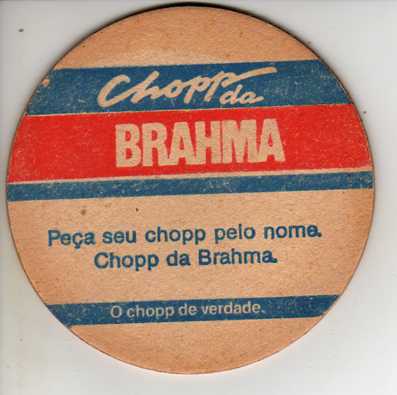 Chopp da
BRAHMA
Peça seu chopp pelo nome.
Chopp da Brahma.
O chopp de verdade.